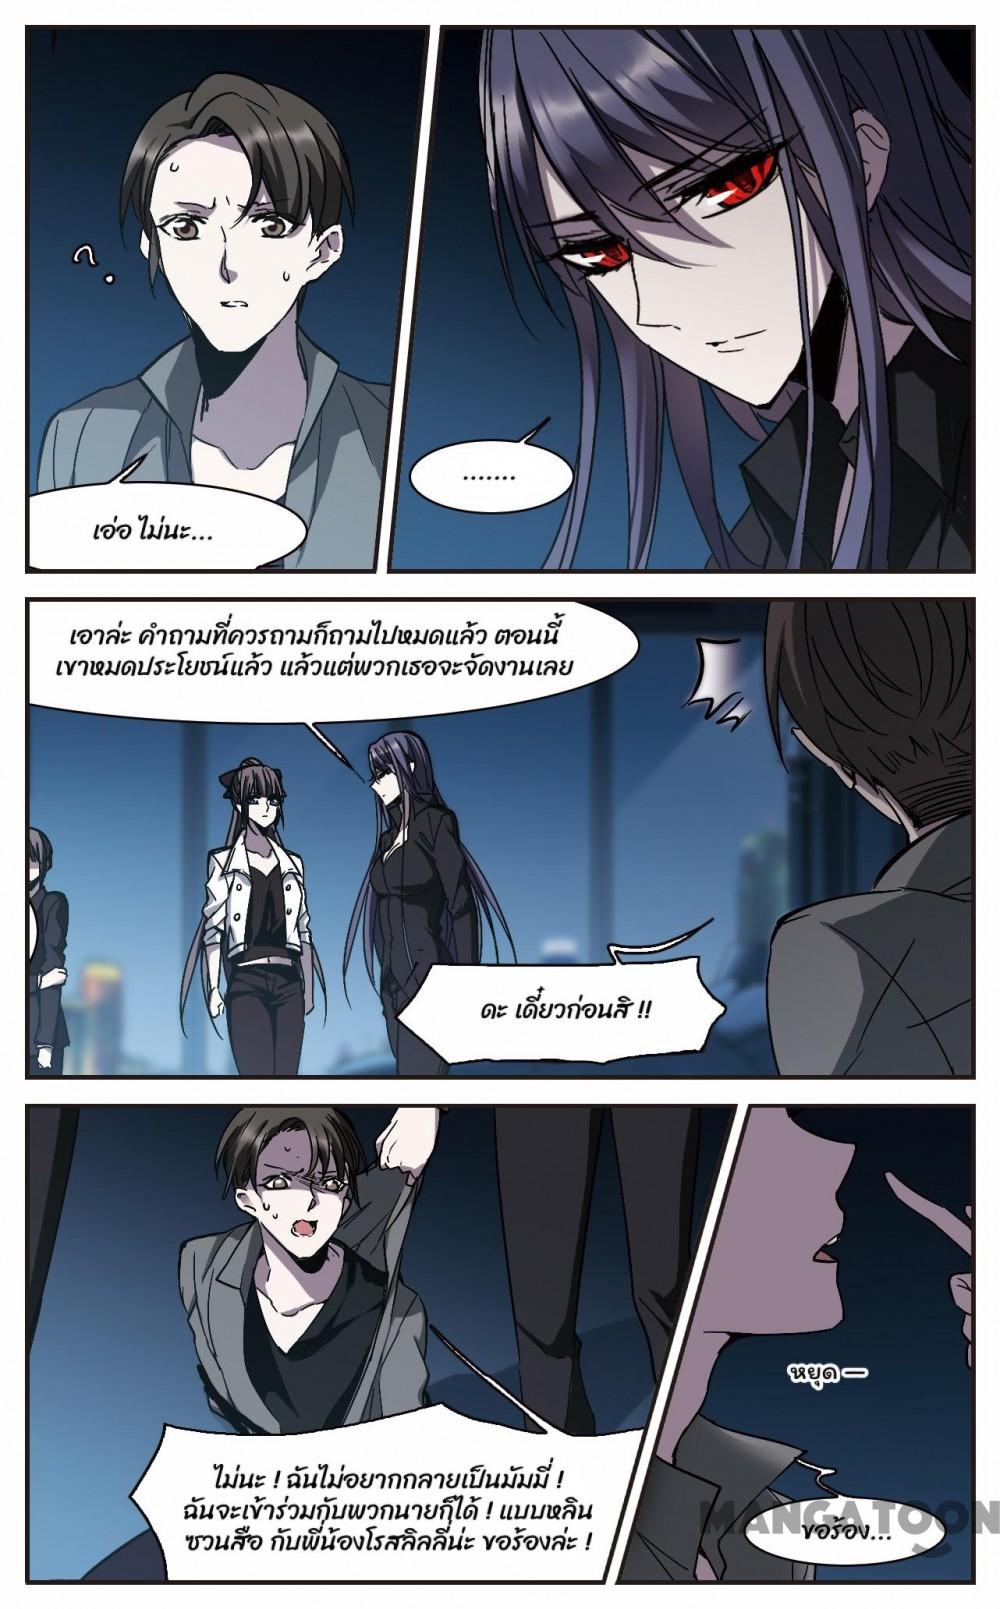 เอ่อ ไม่นะ...
.......
เอาล่ะ คำถามที่ควรถามก็ถามไปหมดแล้ว ตอนนี้
เขาหมดประโยชน์แล้ว แล้วแต่พวกเธอจะจัดงานเลย
ดะ เดี๋ยวก่อนสิ !!
ไม่นะ ! ฉันไม่อยากกลายเป็นมัมมี่ !
ฉันจะเข้าร่วมกับพวกนายก็ได้ ! แบบหลิน
ซวนสือ กับพี่น้องโรสลิลลี่น่ะ ขอร้องล่ะ !
หยุด —
ขอร้อง...
MANGATOON